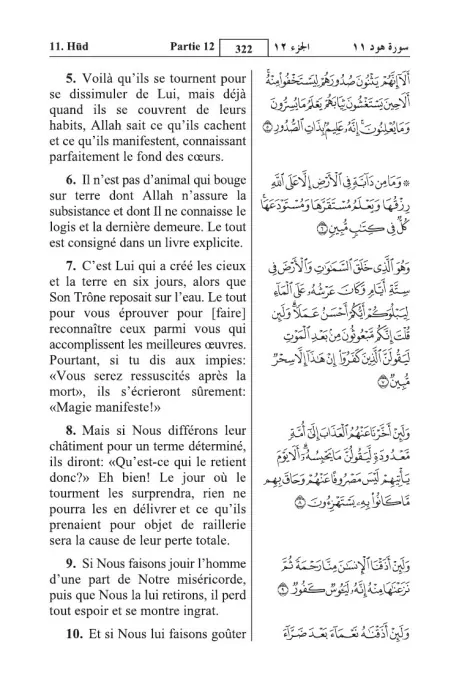 11. Hūd Partie 12 322 الجزء ١٢ سورة هود ١١
5. Voilà qu’ils se tournent pour
se dissimuler de Lui, mais déjà
quand ils se couvrent de leurs
habits, Allah sait ce qu’ils cachent
et ce qu’ils manifestent, connaissant
parfaitement le fond des cœurs.
6. Il n’est pas d’animal qui bouge
sur terre dont Allah n’assure la
subsistance et dont Il ne connaisse le
logis et la dernière demeure. Le tout
est consigné dans un livre explicite.
7. C’est Lui qui a créé les cieux
et la terre en six jours, alors que
Son Trône reposait sur l’eau. Le tout
pour vous éprouver pour [faire]
reconnaître ceux parmi vous qui
accomplissent les meilleures œuvres.
Pourtant, si tu dis aux impies:
«Vous serez ressuscités après la
mort», ils s’écrieront sûrement:
«Magie manifeste!»
8. Mais si Nous différons leur
châtiment pour un terme déterminé,
ils diront: «Qu’est-ce qui le retient
donc?» Eh bien! Le jour où le
tourment les surprendra, rien ne
pourra les en délivrer et ce qu’ils
prenaient pour objet de raillerie
sera la cause de leur perte totale.
9. Si Nous faisons jouir l’homme
d’une part de Notre miséricorde,
puis que Nous la lui retirons, il perd
tout espoir et se montre ingrat.
10. Et si Nous lui faisons goûter
أَلَآ إِنَّهُمْ يَثْنُونَ صُدُورَهُمْ لِيَسْتَخْفُوا۟ مِنْهُ ۚ
أَلَا حِينَ يَسْتَغْشُونَ ثِيَابَهُمْ يَعْلَمُ مَا يُسِرُّونَ
وَمَا يُعْلِنُونَ ۚ إِنَّهُۥ عَلِيمٌۢ بِذَاتِ ٱلصُّدُورِ ٥
* وَمَا مِن دَآبَّةٍ فِى ٱلْأَرْضِ إِلَّا عَلَى ٱللَّهِ
رِزْقُهَا وَيَعْلَمُ مُسْتَقَرَّهَا وَمُسْتَوْدَعَهَا ۚ
كُلٌّ فِى كِتَـٰبٍ مُّبِينٍ ٦
وَهُوَ ٱلَّذِى خَلَقَ ٱلسَّمَـٰوَٰتِ وَٱلْأَرْضَ فِى
سِتَّةِ أَيَّامٍ وَكَانَ عَرْشُهُۥ عَلَى ٱلْمَآءِ
لِيَبْلُوَكُمْ أَيُّكُمْ أَحْسَنُ عَمَلًا ۗ وَلَئِن
قُلْتَ إِنَّكُم مَّبْعُوثُونَ مِنۢ بَعْدِ ٱلْمَوْتِ
لَيَقُولَنَّ ٱلَّذِينَ كَفَرُوٓا۟ إِنْ هَـٰذَآ إِلَّا سِحْرٌ
مُّبِينٌ ٧
وَلَئِنْ أَخَّرْنَا عَنْهُمُ ٱلْعَذَابَ إِلَىٰٓ أُمَّةٍ
مَّعْدُودَةٍ لَّيَقُولُنَّ مَا يَحْبِسُهُۥٓ ۗ أَلَا يَوْمَ
يَأْتِيهِمْ لَيْسَ مَصْرُوفًا عَنْهُمْ وَحَاقَ بِهِم
مَّا كَانُوا۟ بِهِۦ يَسْتَهْزِءُونَ ٨
وَلَئِنْ أَذَقْنَا ٱلْإِنسَـٰنَ مِنَّا رَحْمَةً ثُمَّ
نَزَعْنَـٰهَا مِنْهُ إِنَّهُۥ لَيَـُٔوسٌ كَفُورٌ ٩
وَلَئِنْ أَذَقْنَـٰهُ نَعْمَآءَ بَعْدَ ضَرَّآءَ